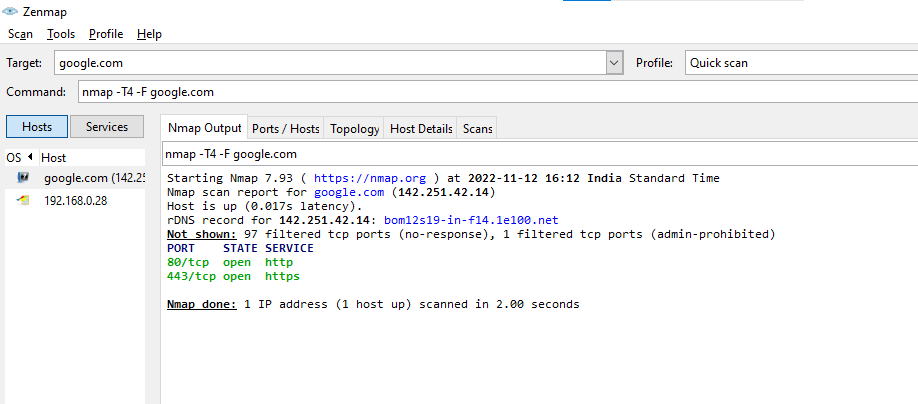 Zenmap
Scan Tools Profile Help
Target: google.com Profile: Quick scan
Command: nmap -T4 -F google.com
Hosts Services Nmap Output Ports / Hosts Topology Host Details Scans
OS Host nmap -T4 -F google.com
google.com (142.25
192.168.0.28
Starting Nmap 7.93 ( https://nmap.org ) at 2022-11-12 16:12 India Standard Time
Nmap scan report for google.com (142.251.42.14)
Host is up (0.017s latency).
rDNS record for 142.251.42.14: bom12s19-in-f14.1e100.net
Not shown: 97 filtered tcp ports (no-response), 1 filtered tcp ports (admin-prohibited)
PORT STATE SERVICE
80/tcp open http
443/tcp open https
Nmap done: 1 IP address (1 host up) scanned in 2.00 seconds